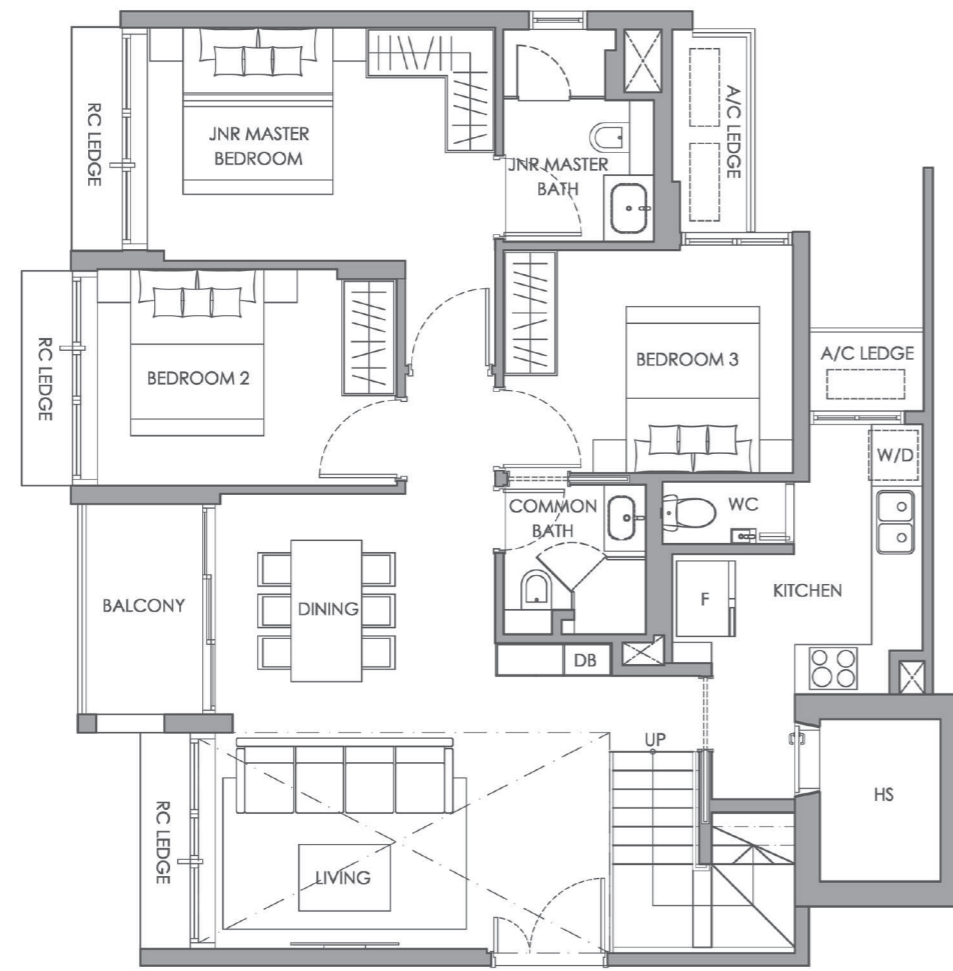 RC LEDGE
JNR MASTER
BEDROOM
JNR MASTER
BATH
A/C LEDGE
RC LEDGE
BEDROOM 2
BEDROOM 3
A/C LEDGE
W/D
COMMON
BATH
WC
BALCONY
DINING
F
KITCHEN
DB
UP
RC LEDGE
LIVING
HS